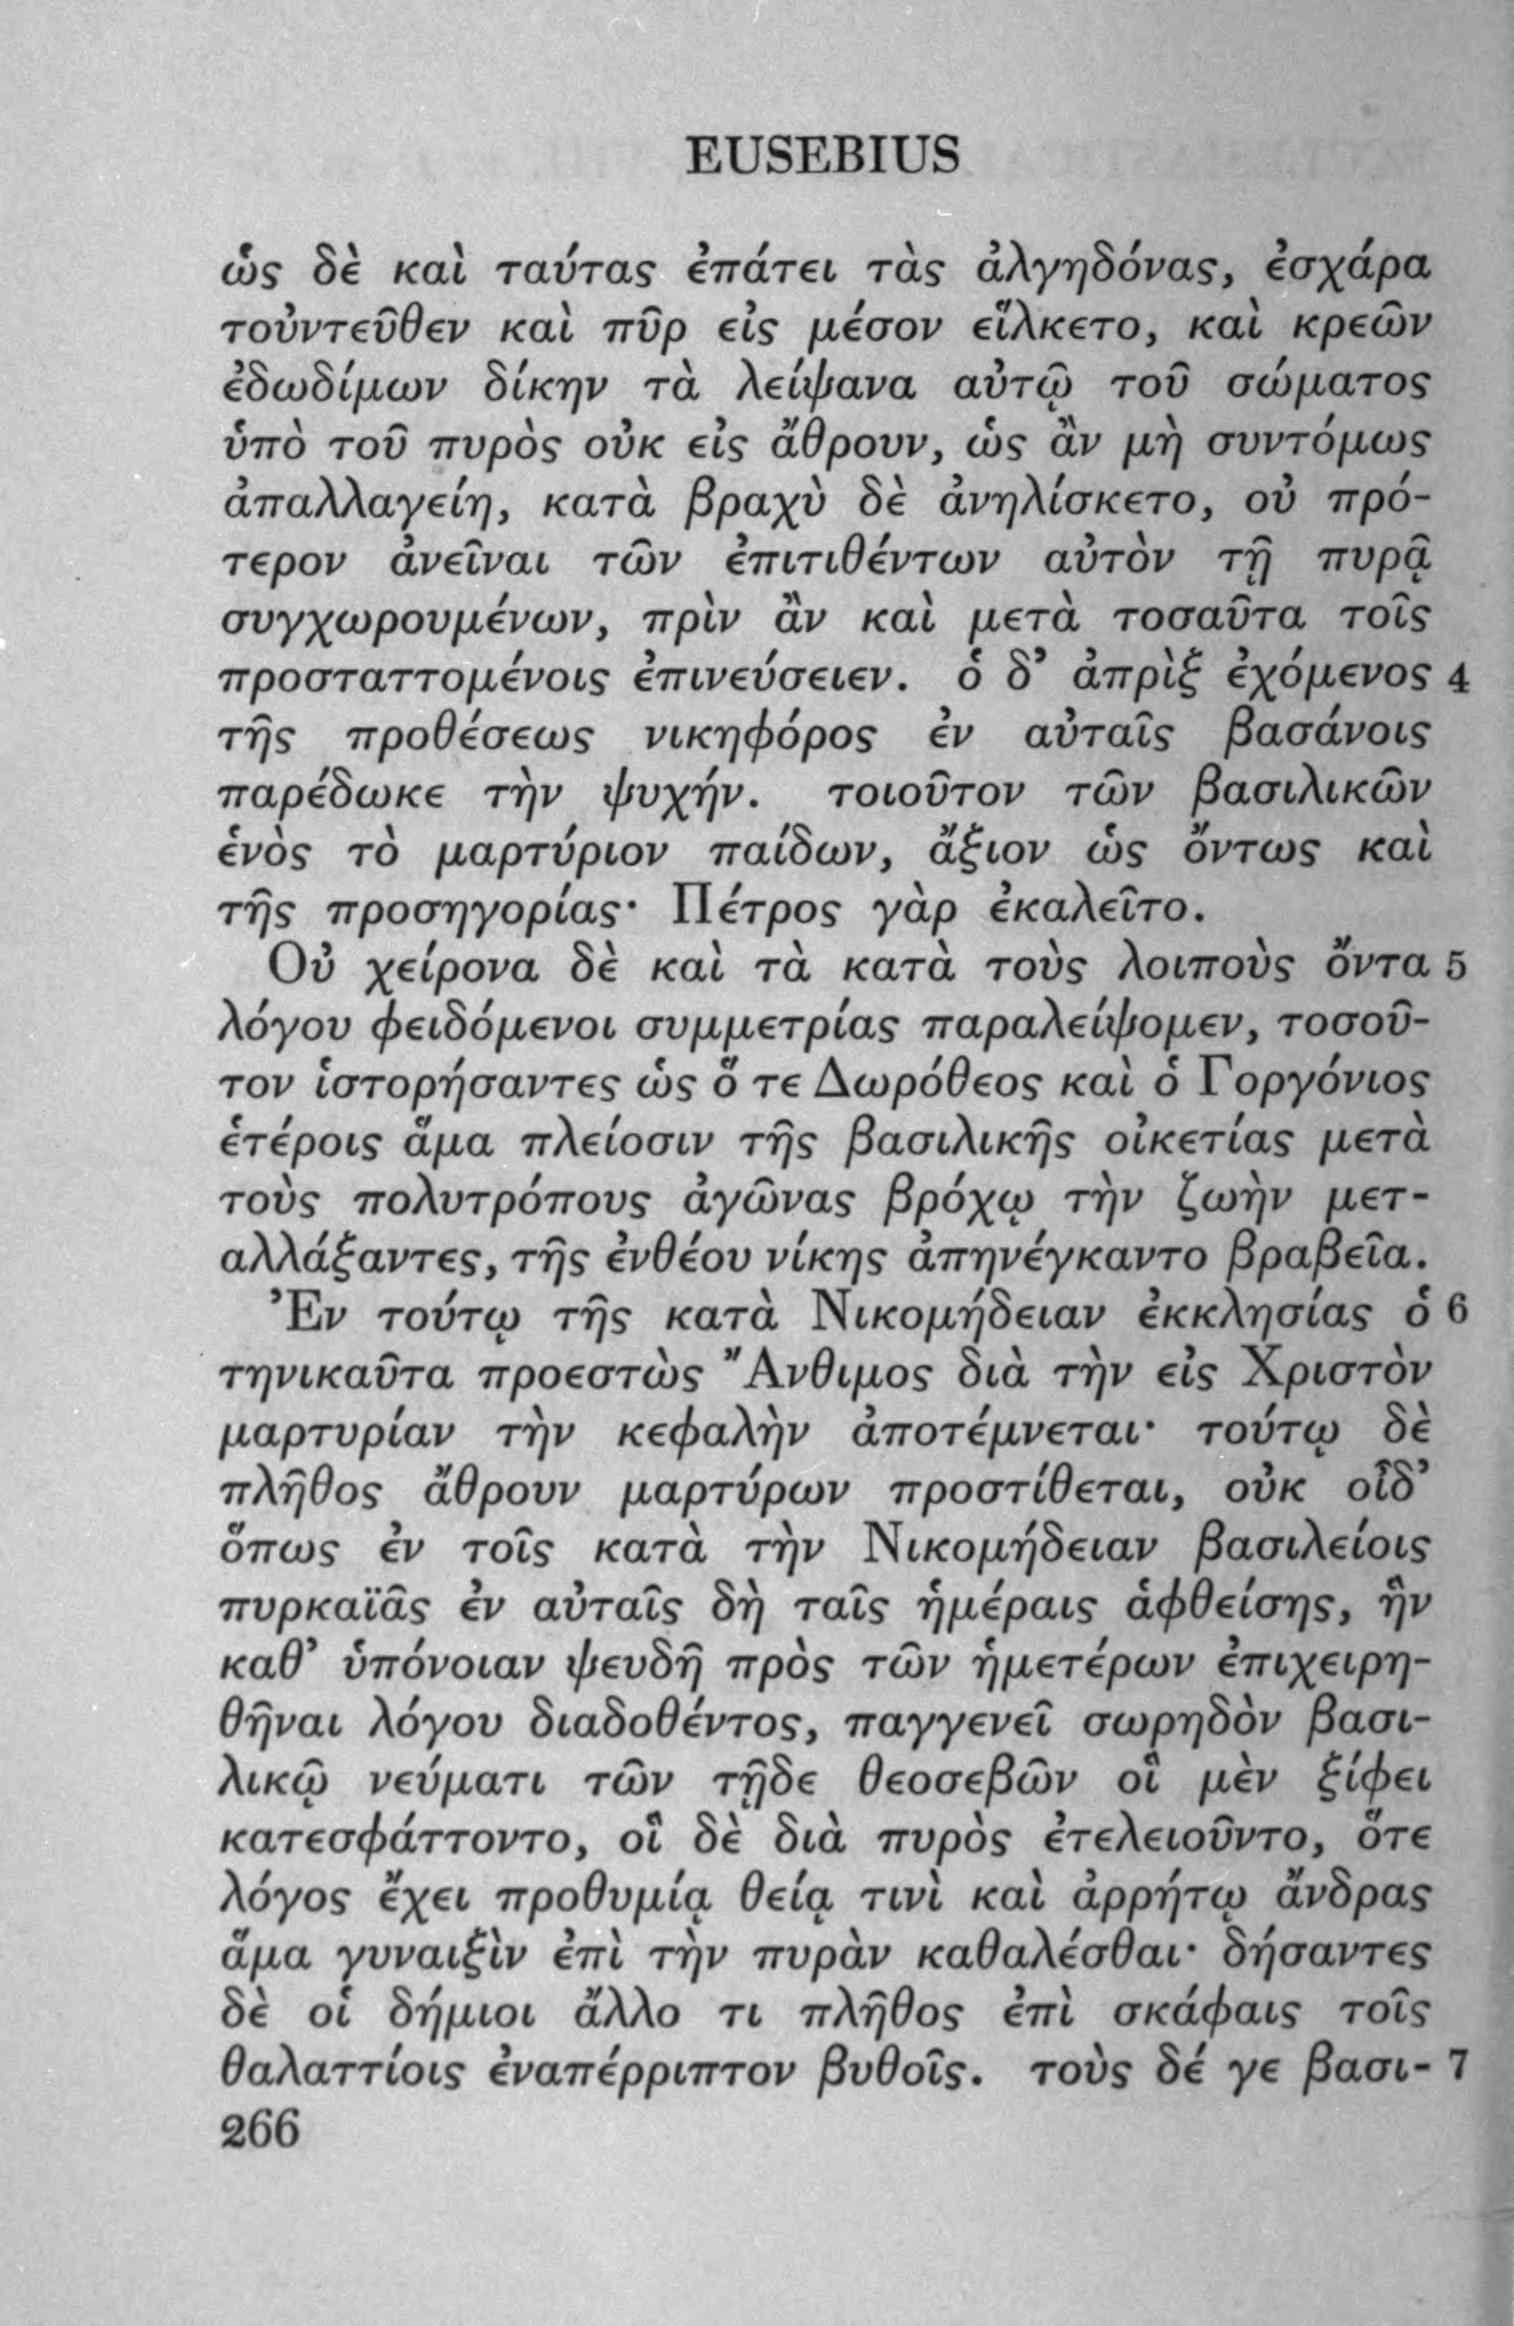 EUSEBIUS
ὡς δὲ καὶ ταύτας ἐπάτει τὰς ἀλγηδόνας, ἐσχάρα
τοὐντεῦθεν καὶ πῦρ εἰς μέσον εἵλκετο, καὶ κρεῶν
ἐδωδίμων δίκην τὰ λείψανα αὐτῷ τοῦ σώματος
ὑπὸ τοῦ πυρὸς οὐκ εἰς ἄθρουν, ὡς ἂν μὴ συντόμως
ἀπαλλαγείη, κατὰ βραχὺ δὲ ἀνηλίσκετο, οὐ πρό-
τερον ἀνεῖναι τῶν ἐπιτιθέντων αὐτὸν τῇ πυρᾷ
συγχωρουμένων, πρὶν ἂν καὶ μετὰ τοσαῦτα τοῖς
προσταττομένοις ἐπινεύσειεν. ὁ δ’ ἀπρὶξ ἐχόμενος 4
τῆς προθέσεως νικηφόρος ἐν αὐταῖς βασάνοις
παρέδωκε τὴν ψυχήν. τοιοῦτον τῶν βασιλικῶν
ἑνὸς τὸ μαρτύριον παίδων, ἄξιον ὡς ὄντως καὶ
τῆς προσηγορίας· Πέτρος γὰρ ἐκαλεῖτο.
Οὐ χείρονα δὲ καὶ τὰ κατὰ τοὺς λοιποὺς ὄντα 5
λόγου φειδόμενοι συμμετρίας παραλείψομεν, τοσοῦ-
τον ἱστορήσαντες ὡς ὅ τε Δωρόθεος καὶ ὁ Γοργόνιος
ἑτέροις ἅμα πλείοσιν τῆς βασιλικῆς οἰκετίας μετὰ
τοὺς πολυτρόπους ἀγῶνας βρόχῳ τὴν ζωὴν μετ-
αλλάξαντες, τῆς ἐνθέου νίκης ἀπηνέγκαντο βραβεῖα.
Ἐν τούτῳ τῆς κατὰ Νικομήδειαν ἐκκλησίας ὁ 6
τηνικαῦτα προεστὼς Ἄνθιμος διὰ τὴν εἰς Χριστὸν
μαρτυρίαν τὴν κεφαλὴν ἀποτέμνεται· τούτῳ δὲ
πλῆθος ἄθρουν μαρτύρων προστίθεται, οὐκ οἶδ’
ὅπως ἐν τοῖς κατὰ τὴν Νικομήδειαν βασιλείοις
πυρκαϊᾶς ἐν αὐταῖς δὴ ταῖς ἡμέραις ἁφθείσης, ἣν
καθ’ ὑπόνοιαν ψευδῆ πρὸς τῶν ἡμετέρων ἐπιχειρη-
θῆναι λόγου διαδοθέντος, παγγενεῖ σωρηδὸν βασι-
λικῷ νεύματι τῶν τῇδε θεοσεβῶν οἳ μὲν ξίφει
κατεσφάττοντο, οἳ δὲ διὰ πυρὸς ἐτελειοῦντο, ὅτε
λόγος ἔχει προθυμίᾳ θείᾳ τινὶ καὶ ἀρρήτῳ ἄνδρας
ἅμα γυναιξὶν ἐπὶ τὴν πυρὰν καθαλέσθαι· δήσαντες
δὲ οἱ δήμιοι ἄλλο τι πλῆθος ἐπὶ σκάφαις τοῖς
θαλαττίοις ἐναπέρριπτον βυθοῖς. τοὺς δέ γε βασι- 7
266